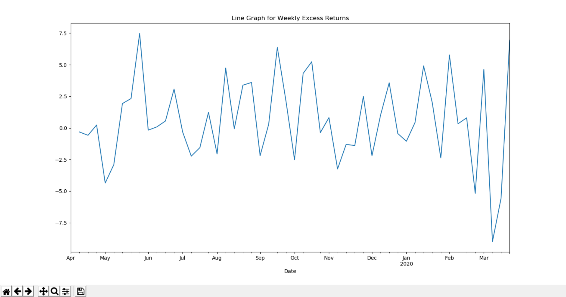 Line Graph for Weekly Excess Returns
7.5
5.0
2.5
0.0
−2.5
−5.0
−7.5
Apr May Jun Jul Aug Sep Oct Nov Dec Jan Feb Mar
2020
Date